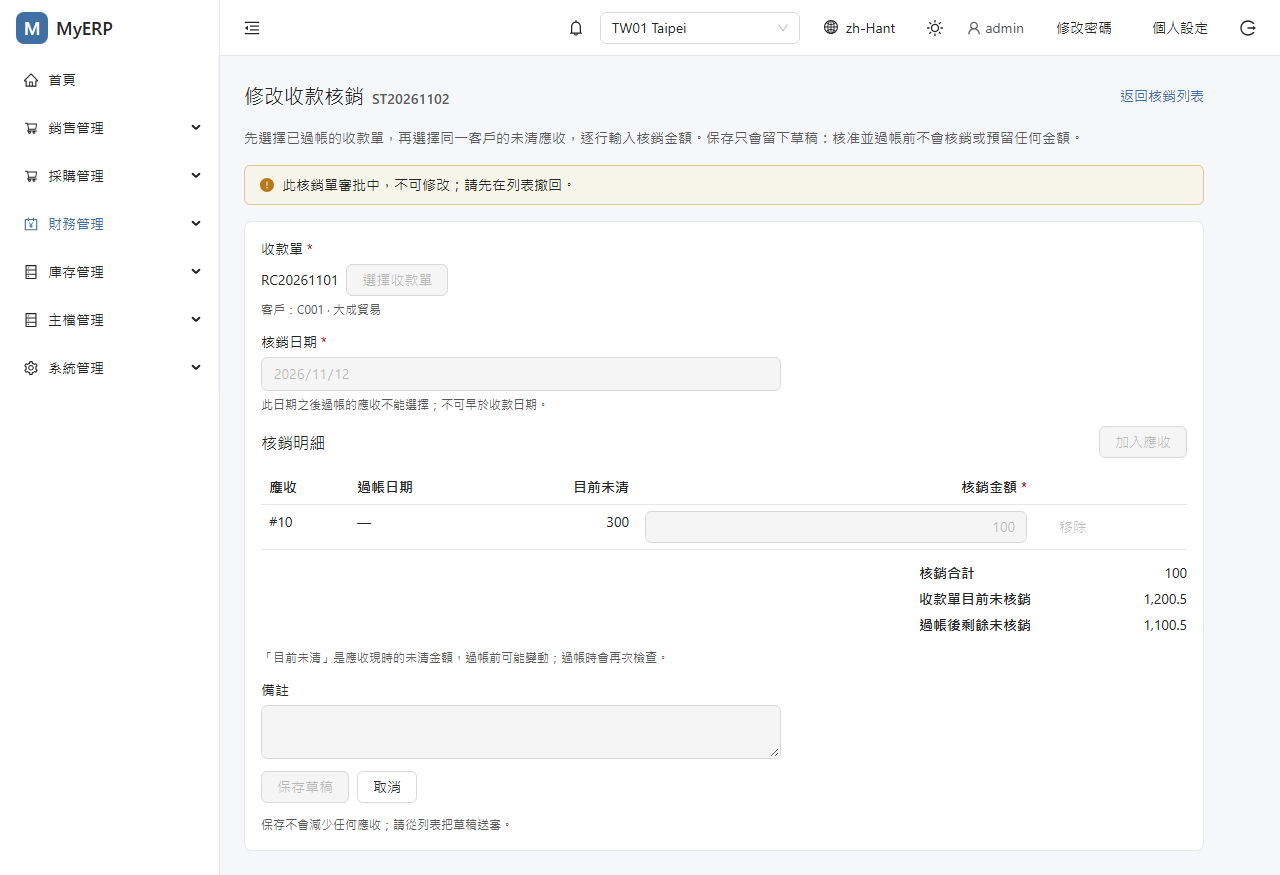 M MyERP
TW01 Taipei
zh-Hant
admin
修改密碼
個人設定
首頁
銷售管理
採購管理
財務管理
庫存管理
主檔管理
系統管理
修改收款核銷 ST20261102
返回核銷列表
先選擇已過帳的收款單，再選擇同一客戶的未清應收，逐行輸入核銷金額。保存只會留下草稿：核准並過帳前不會核銷或預留任何金額。
此核銷單審批中，不可修改；請先在列表撤回。
收款單 *
RC20261101 選擇收款單
客戶：C001 · 大成貿易
核銷日期 *
2026/11/12
此日期之後過帳的應收不能選擇；不可早於收款日期。
核銷明細
加入應收
應收 過帳日期 目前未清 核銷金額 *
#10 — 300 100 移除
核銷合計 100
收款單目前未核銷 1,200.5
過帳後剩餘未核銷 1,100.5
「目前未清」是應收現時的未清金額，過帳前可能變動；過帳時會再次檢查。
備註
保存草稿 取消
保存不會減少任何應收；請從列表把草稿送審。